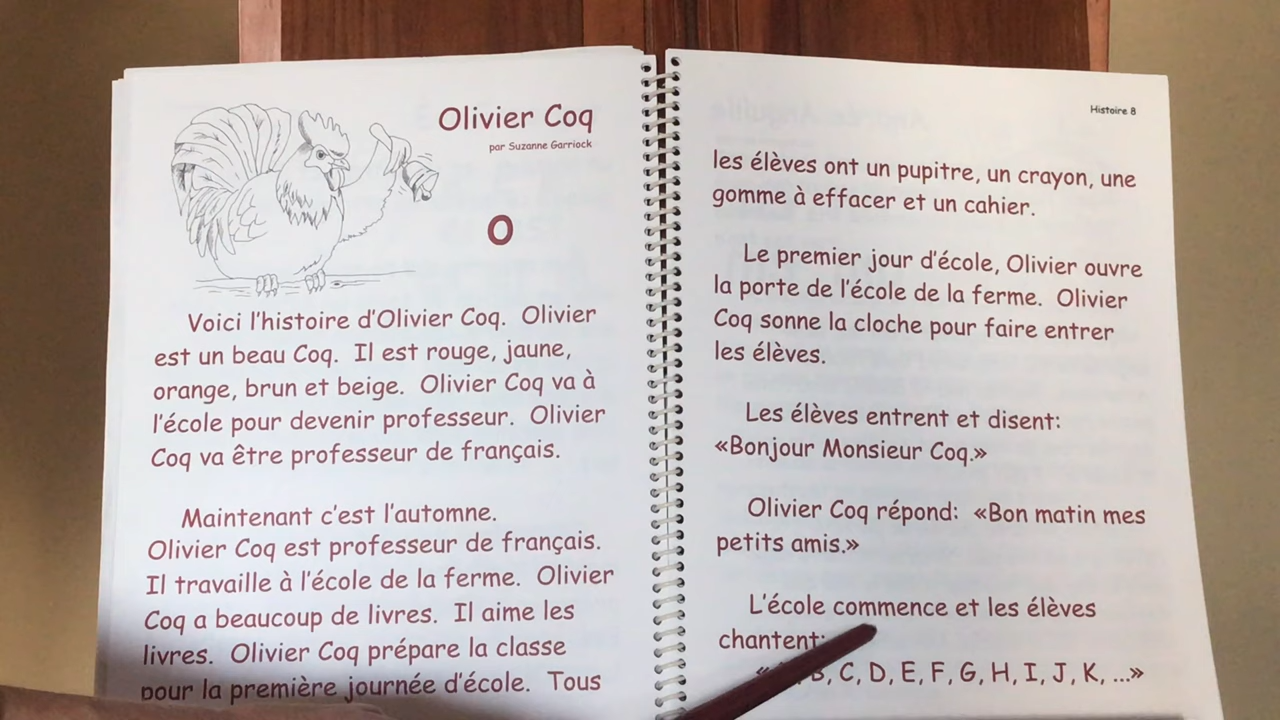 Olivier Coq
par Suzanne Garriock
O
Voici l'histoire d'Olivier Coq. Olivier
est un beau Coq. Il est rouge, jaune,
orange, brun et beige. Olivier Coq va à
l'école pour devenir professeur. Olivier
Coq va être professeur de français.
Maintenant c'est l'automne.
Olivier Coq est professeur de français.
Il travaille à l'école de la ferme. Olivier
Coq a beaucoup de livres. Il aime les
livres. Olivier Coq prépare la classe
pour la première journée d'école. Tous
Histoire 8
les élèves ont un pupitre, un crayon, une
gomme à effacer et un cahier.
Le premier jour d'école, Olivier ouvre
la porte de l'école de la ferme. Olivier
Coq sonne la cloche pour faire entrer
les élèves.
Les élèves entrent et disent:
«Bonjour Monsieur Coq.»
Olivier Coq répond: «Bon matin mes
petits amis.»
L'école commence et les élèves
chantent:
« B, C, D, E, F, G, H, I, J, K, ...»